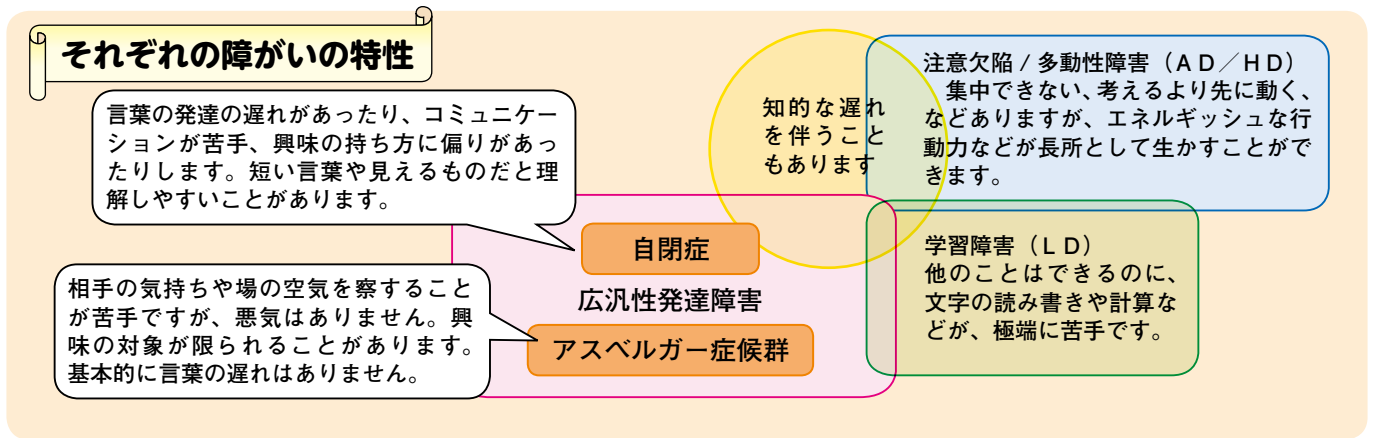 それぞれの障がいの特性
言葉の発達の遅れがあったり、コミュニケー
ションが苦手、興味の持ち方に偏りがあっ
たりします。短い言葉や見えるものだと理
解しやすいことがあります。
知的な遅れ
を伴うこと
もあります
注意欠陥 / 多動性障害（ＡＤ／ＨＤ）
集中できない、考えるより先に動く、
などありますが、エネルギッシュな行
動力などが長所として生かすことがで
きます。
自閉症
広汎性発達障害
アスペルガー症候群
相手の気持ちや場の空気を察すること
が苦手ですが、悪気はありません。興
味の対象が限られることがあります。
基本的に言葉の遅れはありません。
学習障害（ＬＤ）
他のことはできるのに、
文字の読み書きや計算な
どが、極端に苦手です。